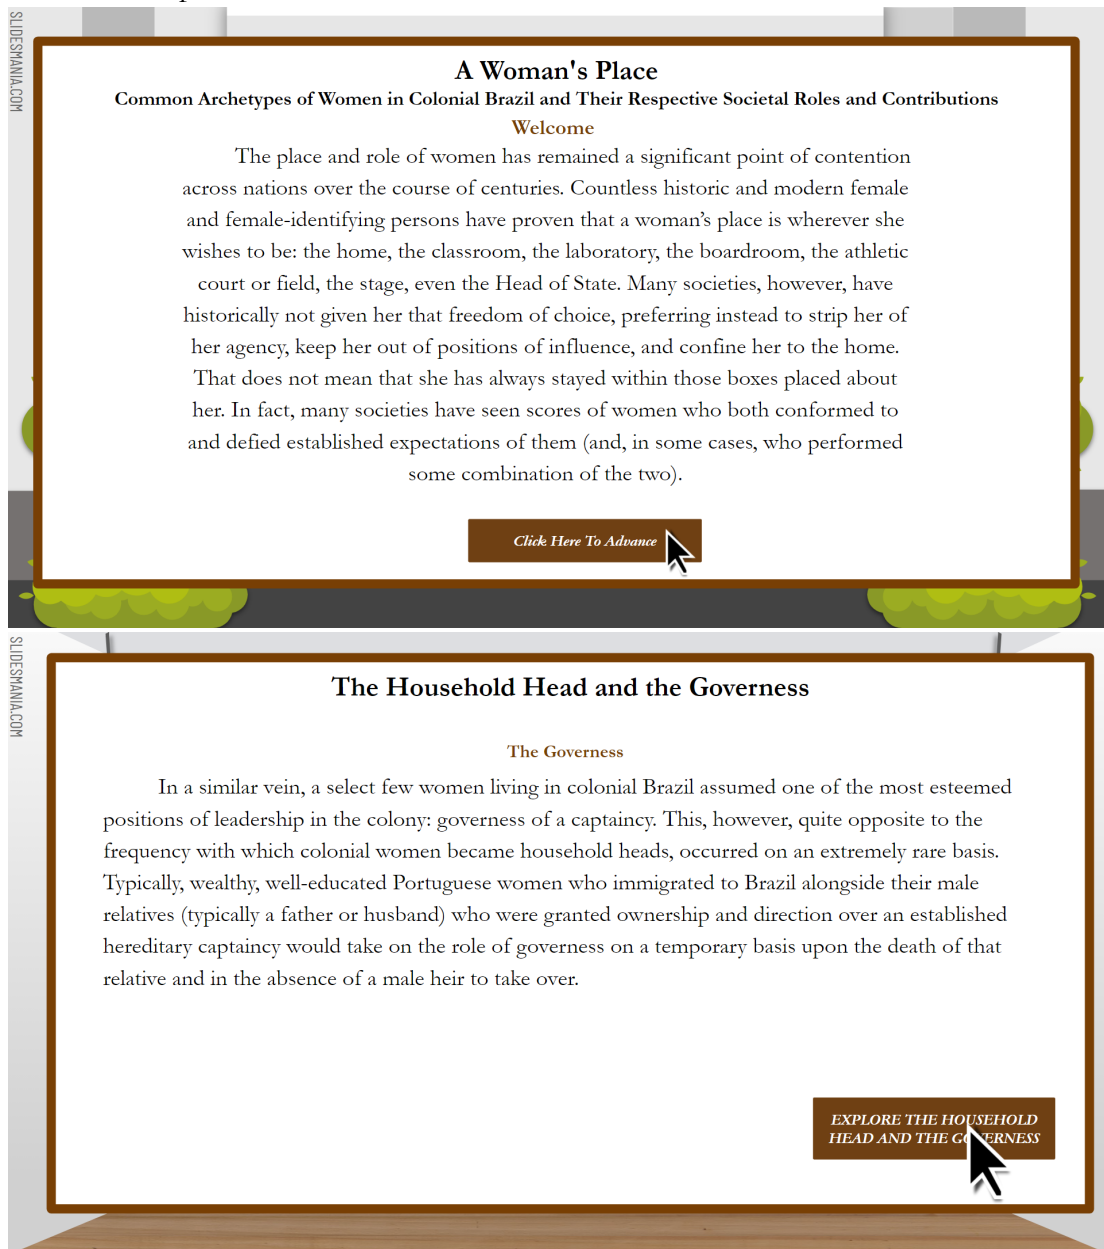 SLIDESMANIA.COM
A Woman's Place
Common Archetypes of Women in Colonial Brazil and Their Respective Societal Roles and Contributions
Welcome
The place and role of women has remained a significant point of contention
across nations over the course of centuries. Countless historic and modern female
and female-identifying persons have proven that a woman’s place is wherever she
wishes to be: the home, the classroom, the laboratory, the boardroom, the athletic
court or field, the stage, even the Head of State. Many societies, however, have
historically not given her that freedom of choice, preferring instead to strip her of
her agency, keep her out of positions of influence, and confine her to the home.
That does not mean that she has always stayed within those boxes placed about
her. In fact, many societies have seen scores of women who both conformed to
and defied established expectations of them (and, in some cases, who performed
some combination of the two).
Click Here To Advance
SLIDESMANIA.COM
The Household Head and the Governess
The Governess
In a similar vein, a select few women living in colonial Brazil assumed one of the most esteemed
positions of leadership in the colony: governess of a captaincy. This, however, quite opposite to the
frequency with which colonial women became household heads, occurred on an extremely rare basis.
Typically, wealthy, well-educated Portuguese women who immigrated to Brazil alongside their male
relatives (typically a father or husband) who were granted ownership and direction over an established
hereditary captaincy would take on the role of governess on a temporary basis upon the death of that
relative and in the absence of a male heir to take over.
EXPLORE THE HOUSEHOLD
HEAD AND THE GOVERNESS